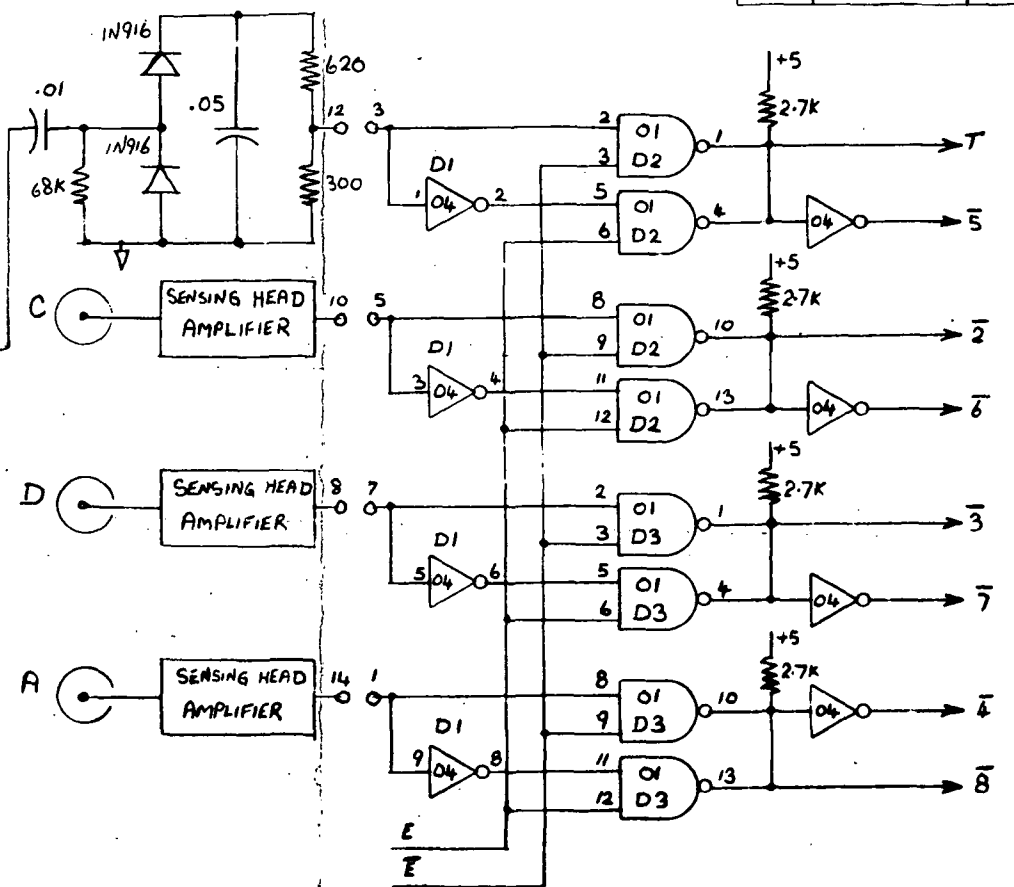 1N916
620
+5
2.7K
.01
.05
12 3
2 01 1
T
1N916
3 D2
68K
300
D1
1 04 2
5 01 4
6 D2
04
5
+5
C
SENSING HEAD
AMPLIFIER
10 5
8 01 10
9 D2
2.7K
2
D1
3 04 4
11 01 13
12 D2
04
6
+5
D
SENSING HEAD
AMPLIFIER
8 7
2 01 1
3 D3
2.7K
3
D1
5 04 6
5 01 4
6 D3
04
7
+5
A
SENSING HEAD
AMPLIFIER
14 1
8 01 10
9 D3
2.7K
04
4
D1
9 04 8
11 01 13
12 D3
8
E
E